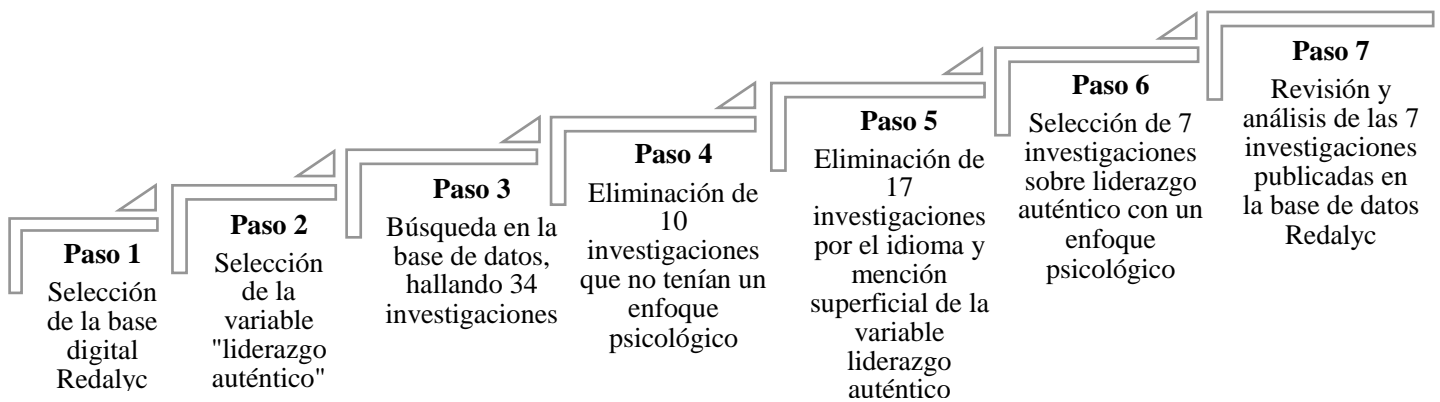 Paso 1
Selección
de la base
digital
Redalyc
Paso 2
Selección
de la
variable
"liderazgo
auténtico"
Paso 3
Búsqueda en la
base de datos,
hallando 34
investigaciones
Paso 4
Eliminación de
10
investigaciones
que no tenían un
enfoque
psicológico
Paso 5
Eliminación de
17
investigaciones
por el idioma y
mención
superficial de la
variable
liderazgo
auténtico
Paso 6
Selección de 7
investigaciones
sobre liderazgo
auténtico con un
enfoque
psicológico
Paso 7
Revisión y
análisis de las 7
investigaciones
publicadas en
la base de datos
Redalyc